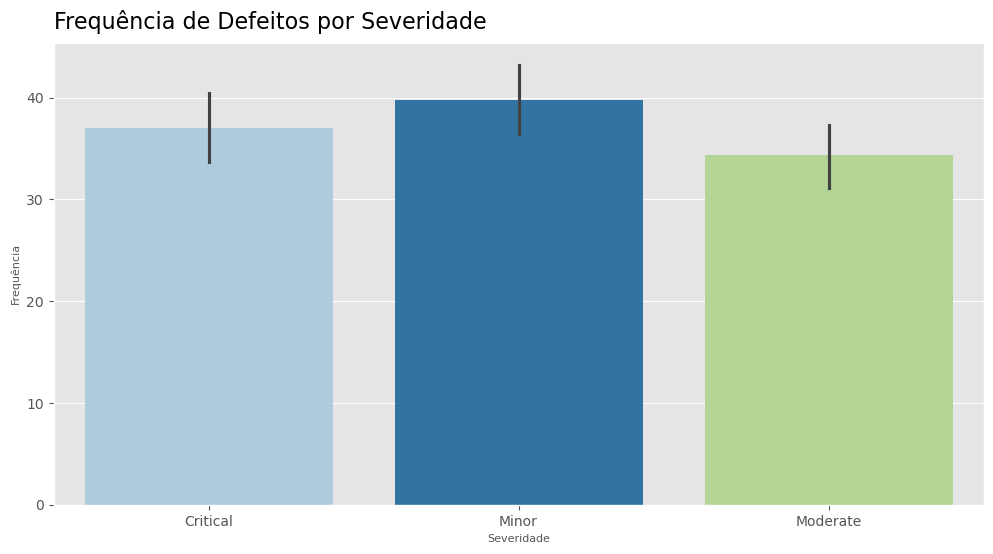 Frequência de Defeitos por Severidade
Frequência
40
30
20
10
0
Critical
Minor
Moderate
Severidade